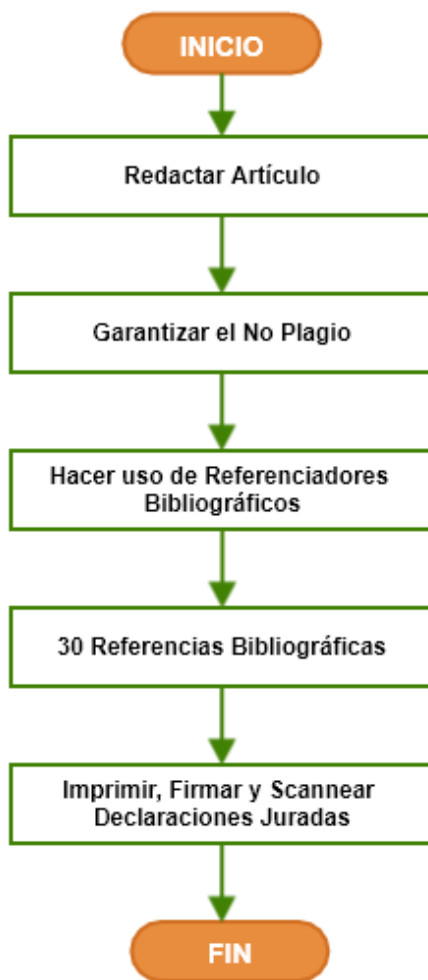 INICIO
Redactar Artículo
Garantizar el No Plagio
Hacer uso de Referenciadores
Bibliográficos
30 Referencias Bibliográficas
Imprimir, Firmar y Scannear
Declaraciones Juradas
FIN